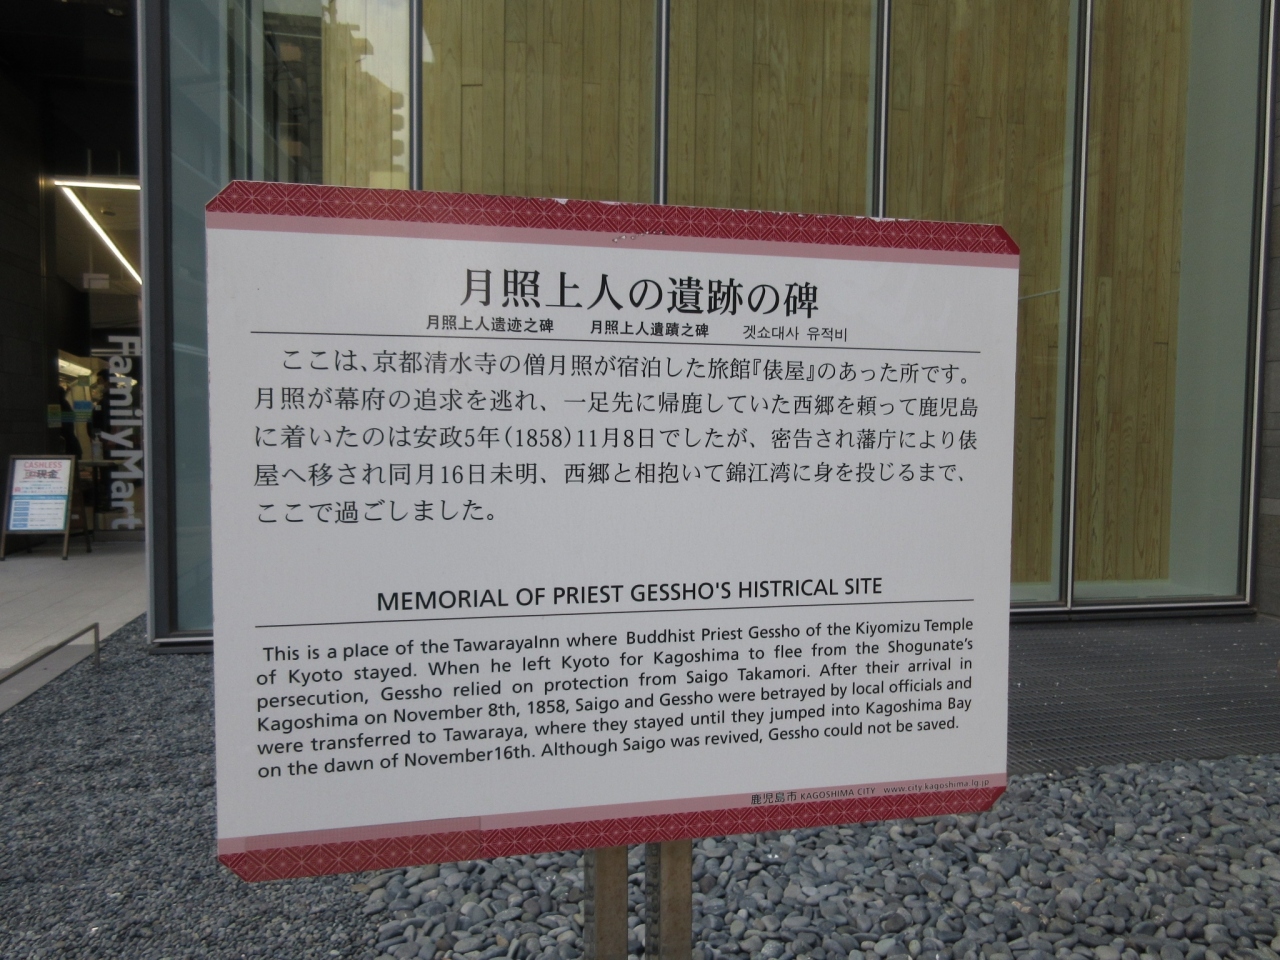 月照上人の遺跡の碑
月照上人遗迹之碑 月照上人遺蹟之碑 겟쇼대사 유적비
ここは、京都清水寺の僧月照が宿泊した旅館『俵屋』のあった所です。
月照が幕府の追求を逃れ、一足先に帰鹿していた西郷を頼って鹿児島
に着いたのは安政5年(1858)11月8日でしたが、密告され藩庁により俵
屋へ移され同月16日未明、西郷と相抱いて錦江湾に身を投じるまで、
ここで過ごしました。
MEMORIAL OF PRIEST GESSHO'S HISTRICAL SITE
This is a place of the TawarayaInn where Buddhist Priest Gessho of the Kiyomizu Temple
of Kyoto stayed. When he left Kyoto for Kagoshima to flee from the Shogunate's
persecution, Gessho relied on protection from Saigo Takamori. After their arrival in
Kagoshima on November 8th, 1858, Saigo and Gessho were betrayed by local officials and
were transferred to Tawaraya, where they stayed until they jumped into Kagoshima Bay
on the dawn of November16th. Although Saigo was revived, Gessho could not be saved.
鹿児島市 KAGOSHIMA CITY www.city.kagoshima.lg.jp
FamilyMart
CASHLESS